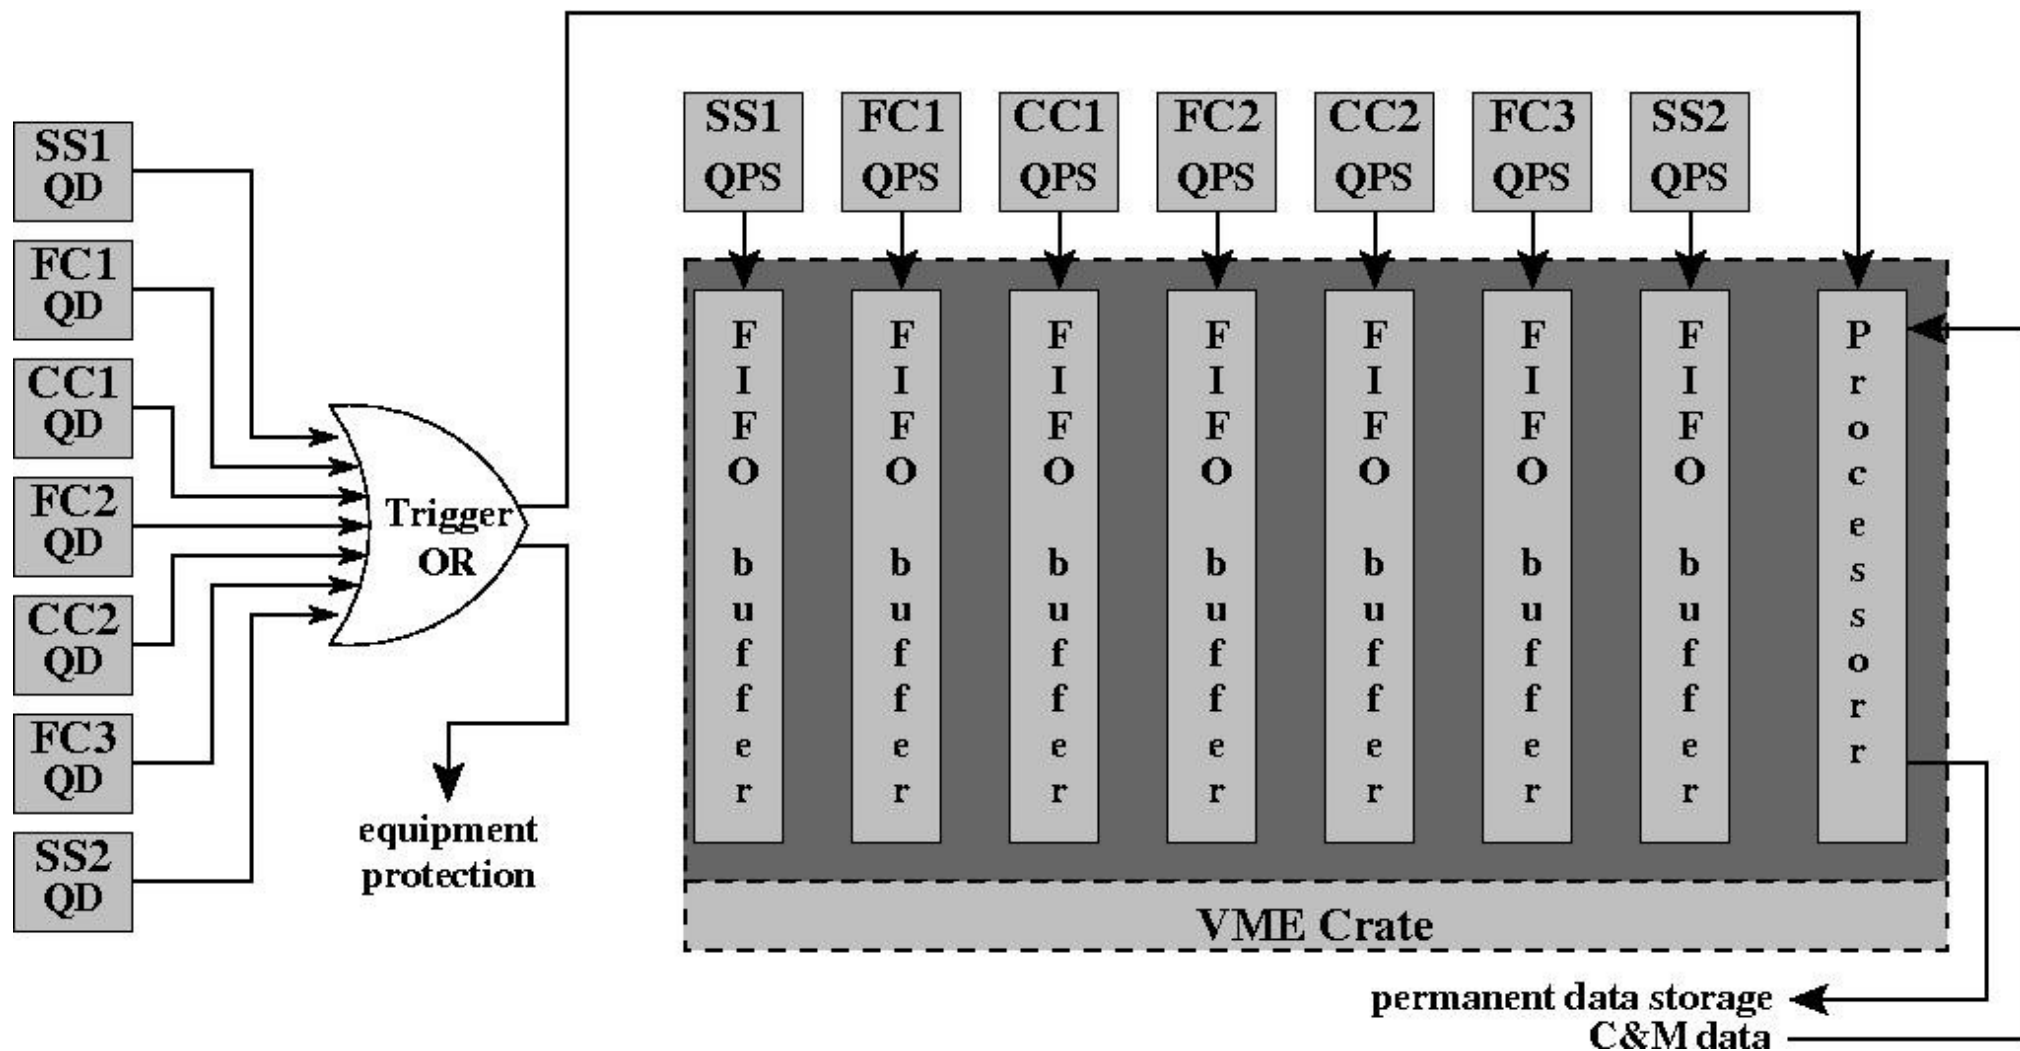 SS1
QD
FC1
QD
CC1
QD
FC2
QD
CC2
QD
FC3
QD
SS2
QD
Trigger
OR
equipment
protection
SS1
QPS
FC1
QPS
CC1
QPS
FC2
QPS
CC2
QPS
FC3
QPS
SS2
QPS
FIFO buffer
FIFO buffer
FIFO buffer
FIFO buffer
FIFO buffer
FIFO buffer
FIFO buffer
Processor
VME Crate
permanent data storage
C&M data